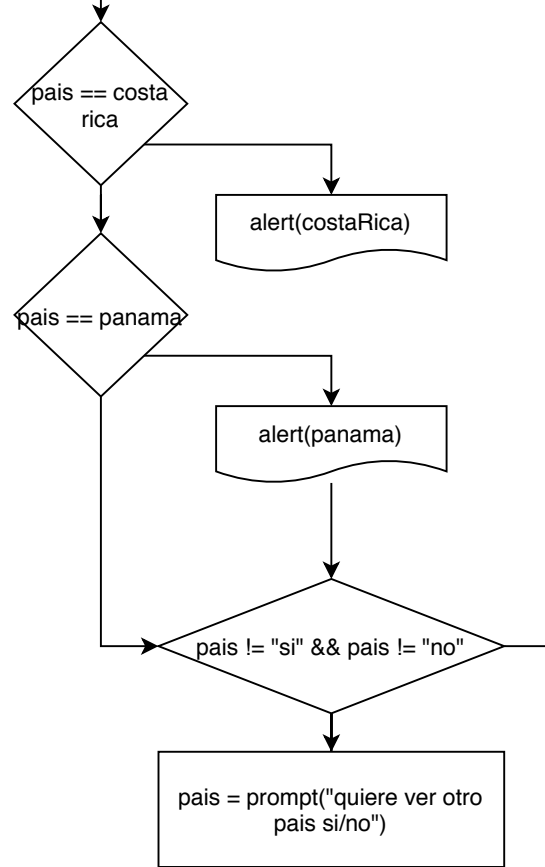 pais == costa
rica
alert(costaRica)
pais == panama
alert(panama)
pais != "si" && pais != "no"
pais = prompt("quiere ver otro
pais si/no")